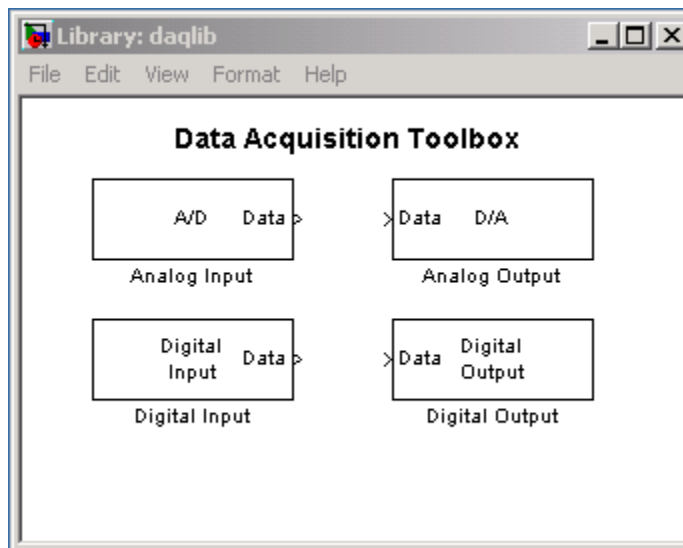 Library: daqlib
File Edit View Format Help
Data Acquisition Toolbox
A/D Data
Data D/A
Analog Input
Analog Output
Digital Input Data
Data Digital Output
Digital Input
Digital Output